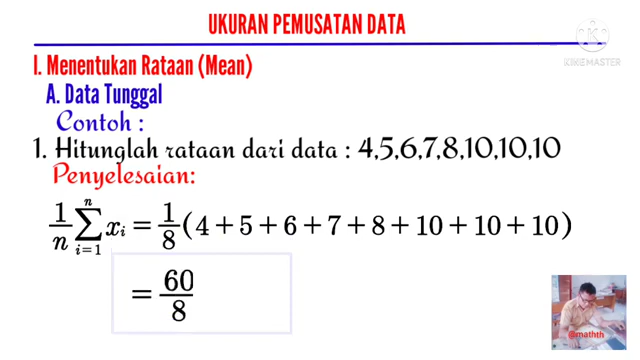 UKURAN PEMUSATAN DATA
KINEMASTER
I. Menentukan Rataan (Mean)
A. Data Tunggal
Contoh :
1. Hitunglah rataan dari data : 4,5,6,7,8,10,10,10
Penyelesaian:
1/n ∑_{i=1}^{n} x_i = 1/8 (4 + 5 + 6 + 7 + 8 + 10 + 10 + 10)
= 60/8
@mathth